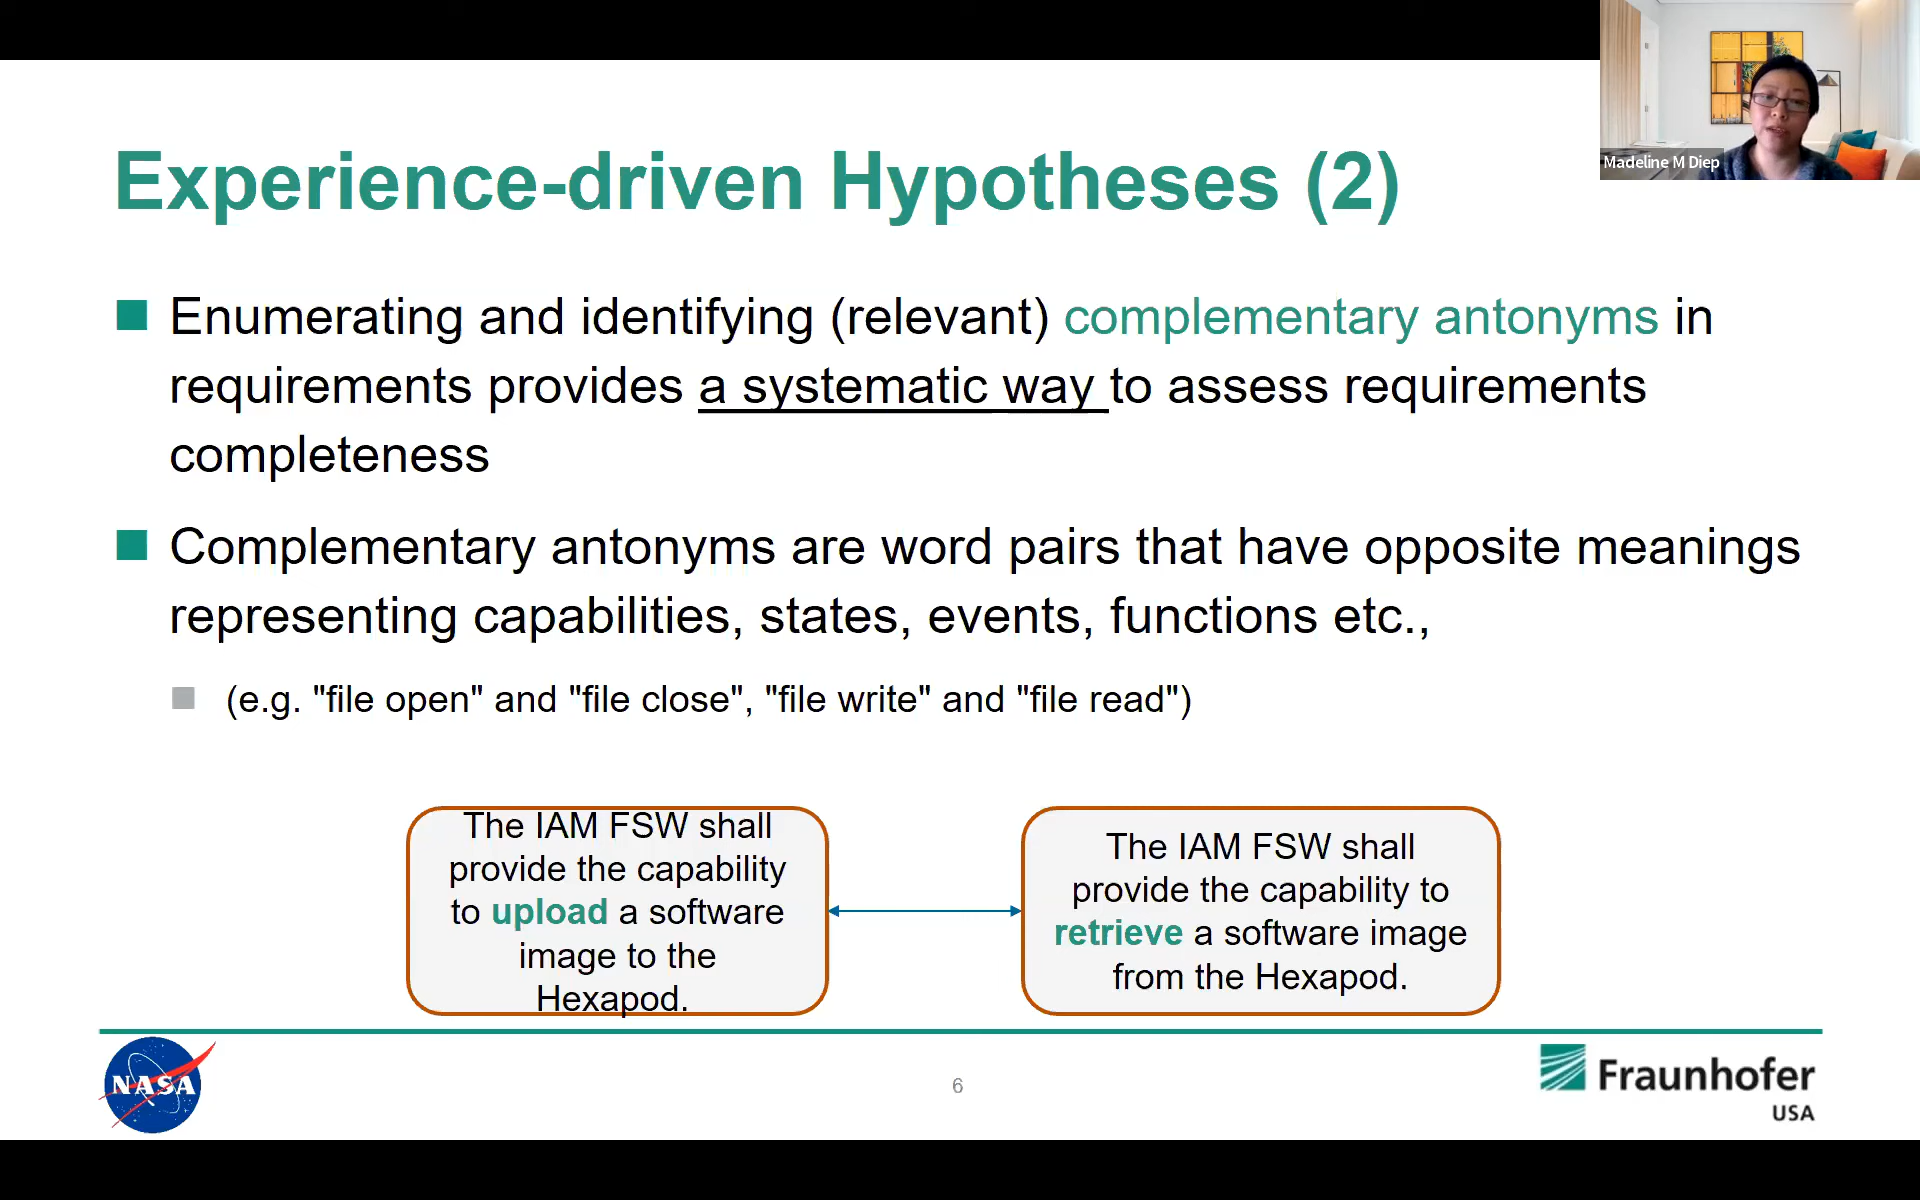 Madeline M Diep
Experience-driven Hypotheses (2)
Enumerating and identifying (relevant) complementary antonyms in
requirements provides a systematic way to assess requirements
completeness
Complementary antonyms are word pairs that have opposite meanings
representing capabilities, states, events, functions etc.,
(e.g. "file open" and "file close", "file write" and "file read")
The IAM FSW shall
provide the capability
to upload a software
image to the
Hexapod.
The IAM FSW shall
provide the capability to
retrieve a software image
from the Hexapod.
NASA
6
Fraunhofer
USA